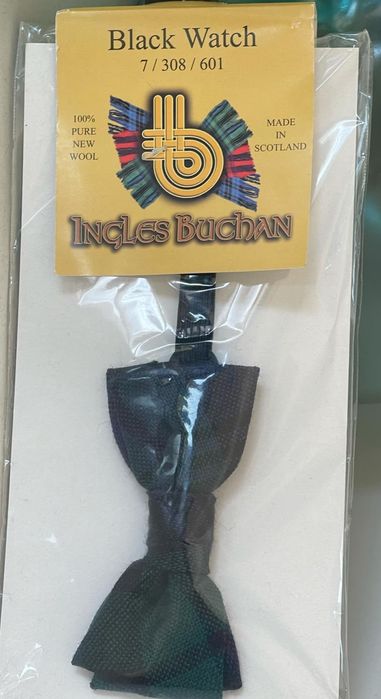 Black Watch
7 / 308 / 601
100%
PURE
NEW
WOOL
MADE
IN
SCOTLAND
INGLES BUCHAN